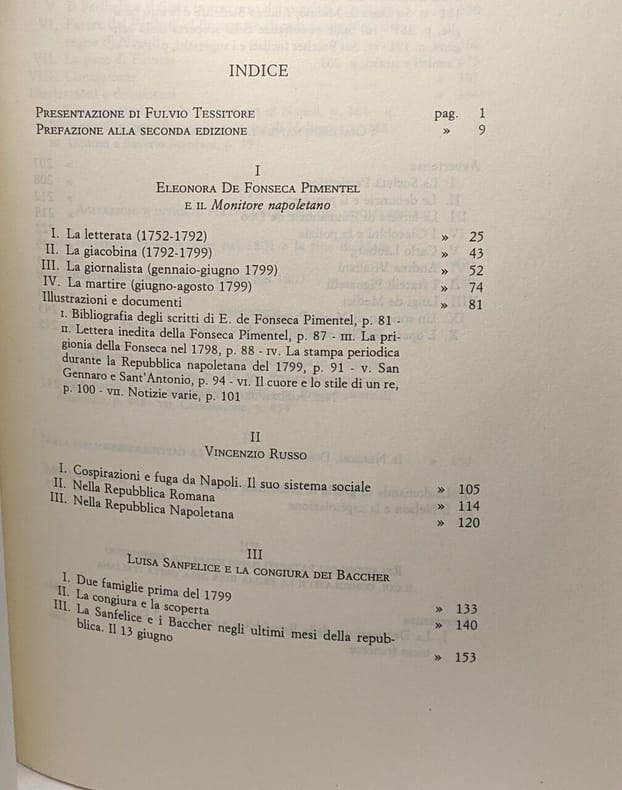 INDICE
PRESENTAZIONE DI FULVIO TESSITORE pag. 1
PREFAZIONE ALLA SECONDA EDIZIONE » 9
I
ELEONORA DE FONSECA PIMENTEL
E IL Monitore napoletano
I. La letterata (1752-1792) » 25
II. La giacobina (1792-1799) » 43
III. La giornalista (gennaio-giugno 1799) » 52
IV. La martire (giugno-agosto 1799) » 74
Illustrazioni e documenti » 81
I. Bibliografia degli scritti di E. de Fonseca Pimentel, p. 81 -
II. Lettera inedita della Fonseca Pimentel, p. 87 - III. La pri-
gionia della Fonseca nel 1798, p. 88 - IV. La stampa periodica
durante la Repubblica napoletana del 1799, p. 91 - V. San
Gennaro e Sant'Antonio, p. 94 - VI. Il cuore e lo stile di un re,
p. 100 - VII. Notizie varie, p. 101
II
VINCENZIO RUSSO
I. Cospirazioni e fuga da Napoli. Il suo sistema sociale » 105
II. Nella Repubblica Romana » 114
III. Nella Repubblica Napoletana » 120
III
LUISA SANFELICE E LA CONGIURA DEI BACCHER
I. Due famiglie prima del 1799 » 133
II. La congiura e la scoperta » 140
III. La Sanfelice e i Baccher negli ultimi mesi della repub-
blica. Il 13 giugno » 153